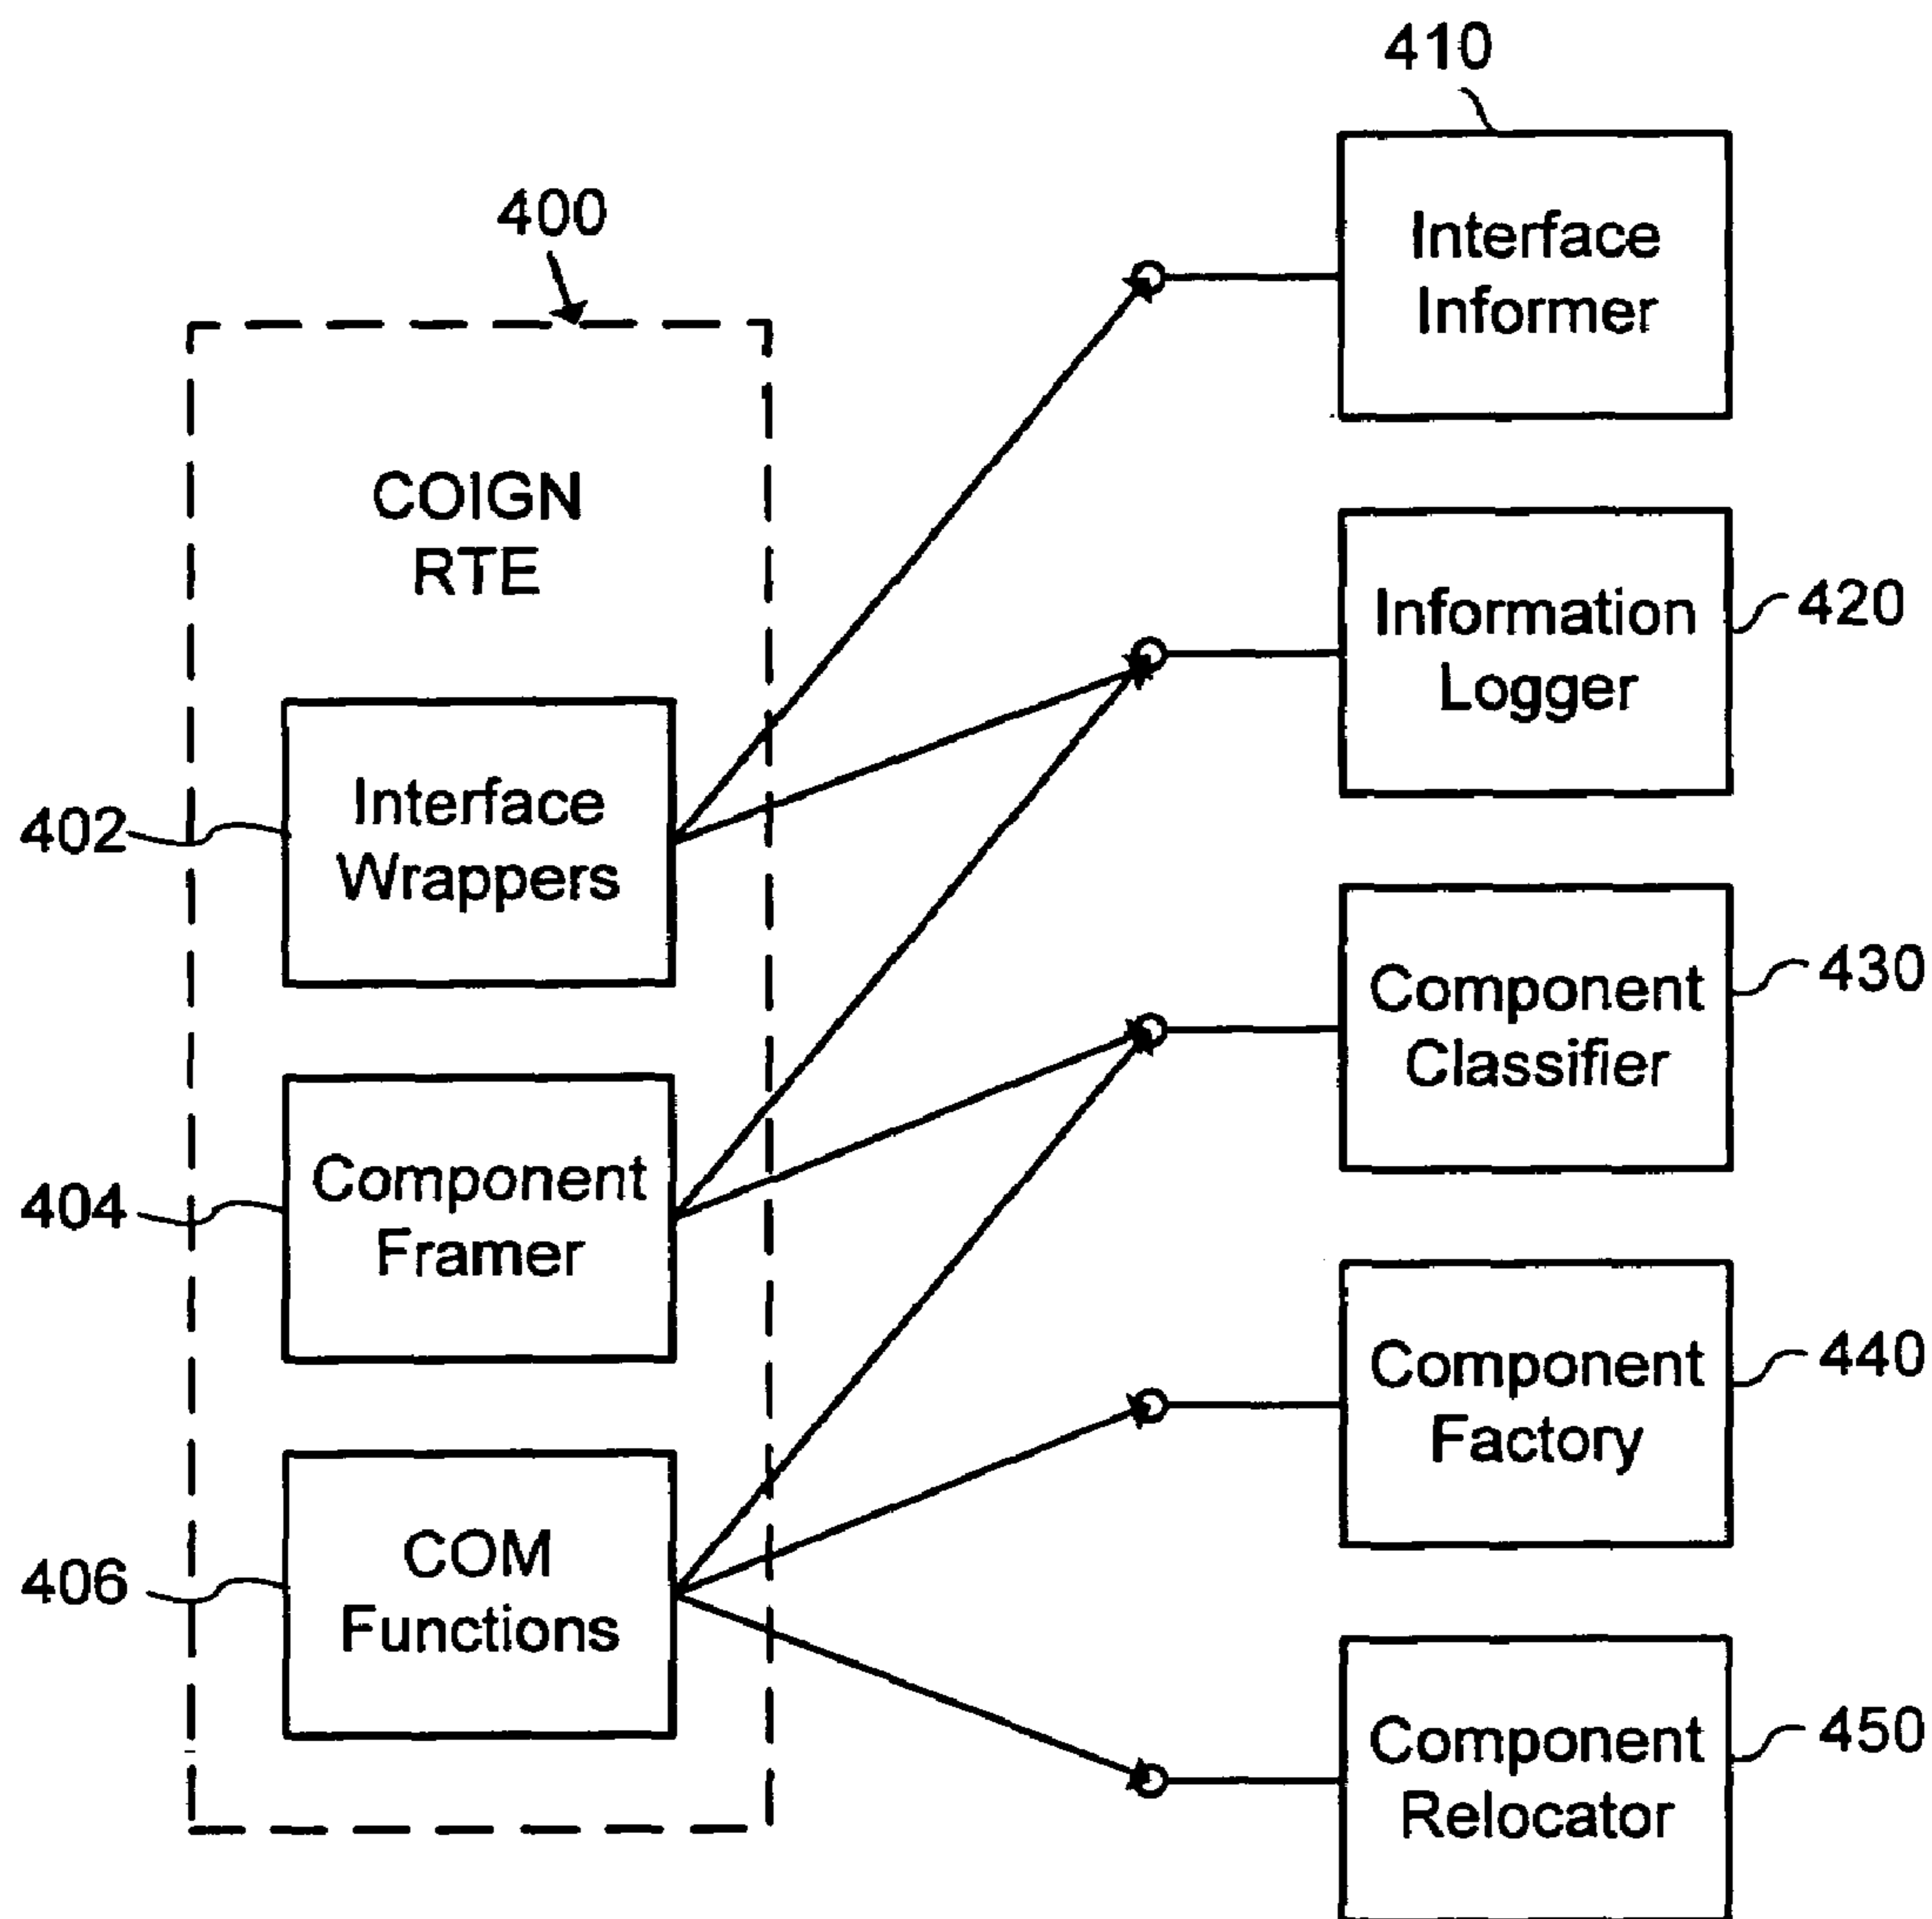 410
Interface
Informer
400
COIGN
RTE
Information
Logger
420
402
Interface
Wrappers
Component
Classifier
430
404
Component
Framer
Component
Factory
440
406
COM
Functions
Component
Relocator
450